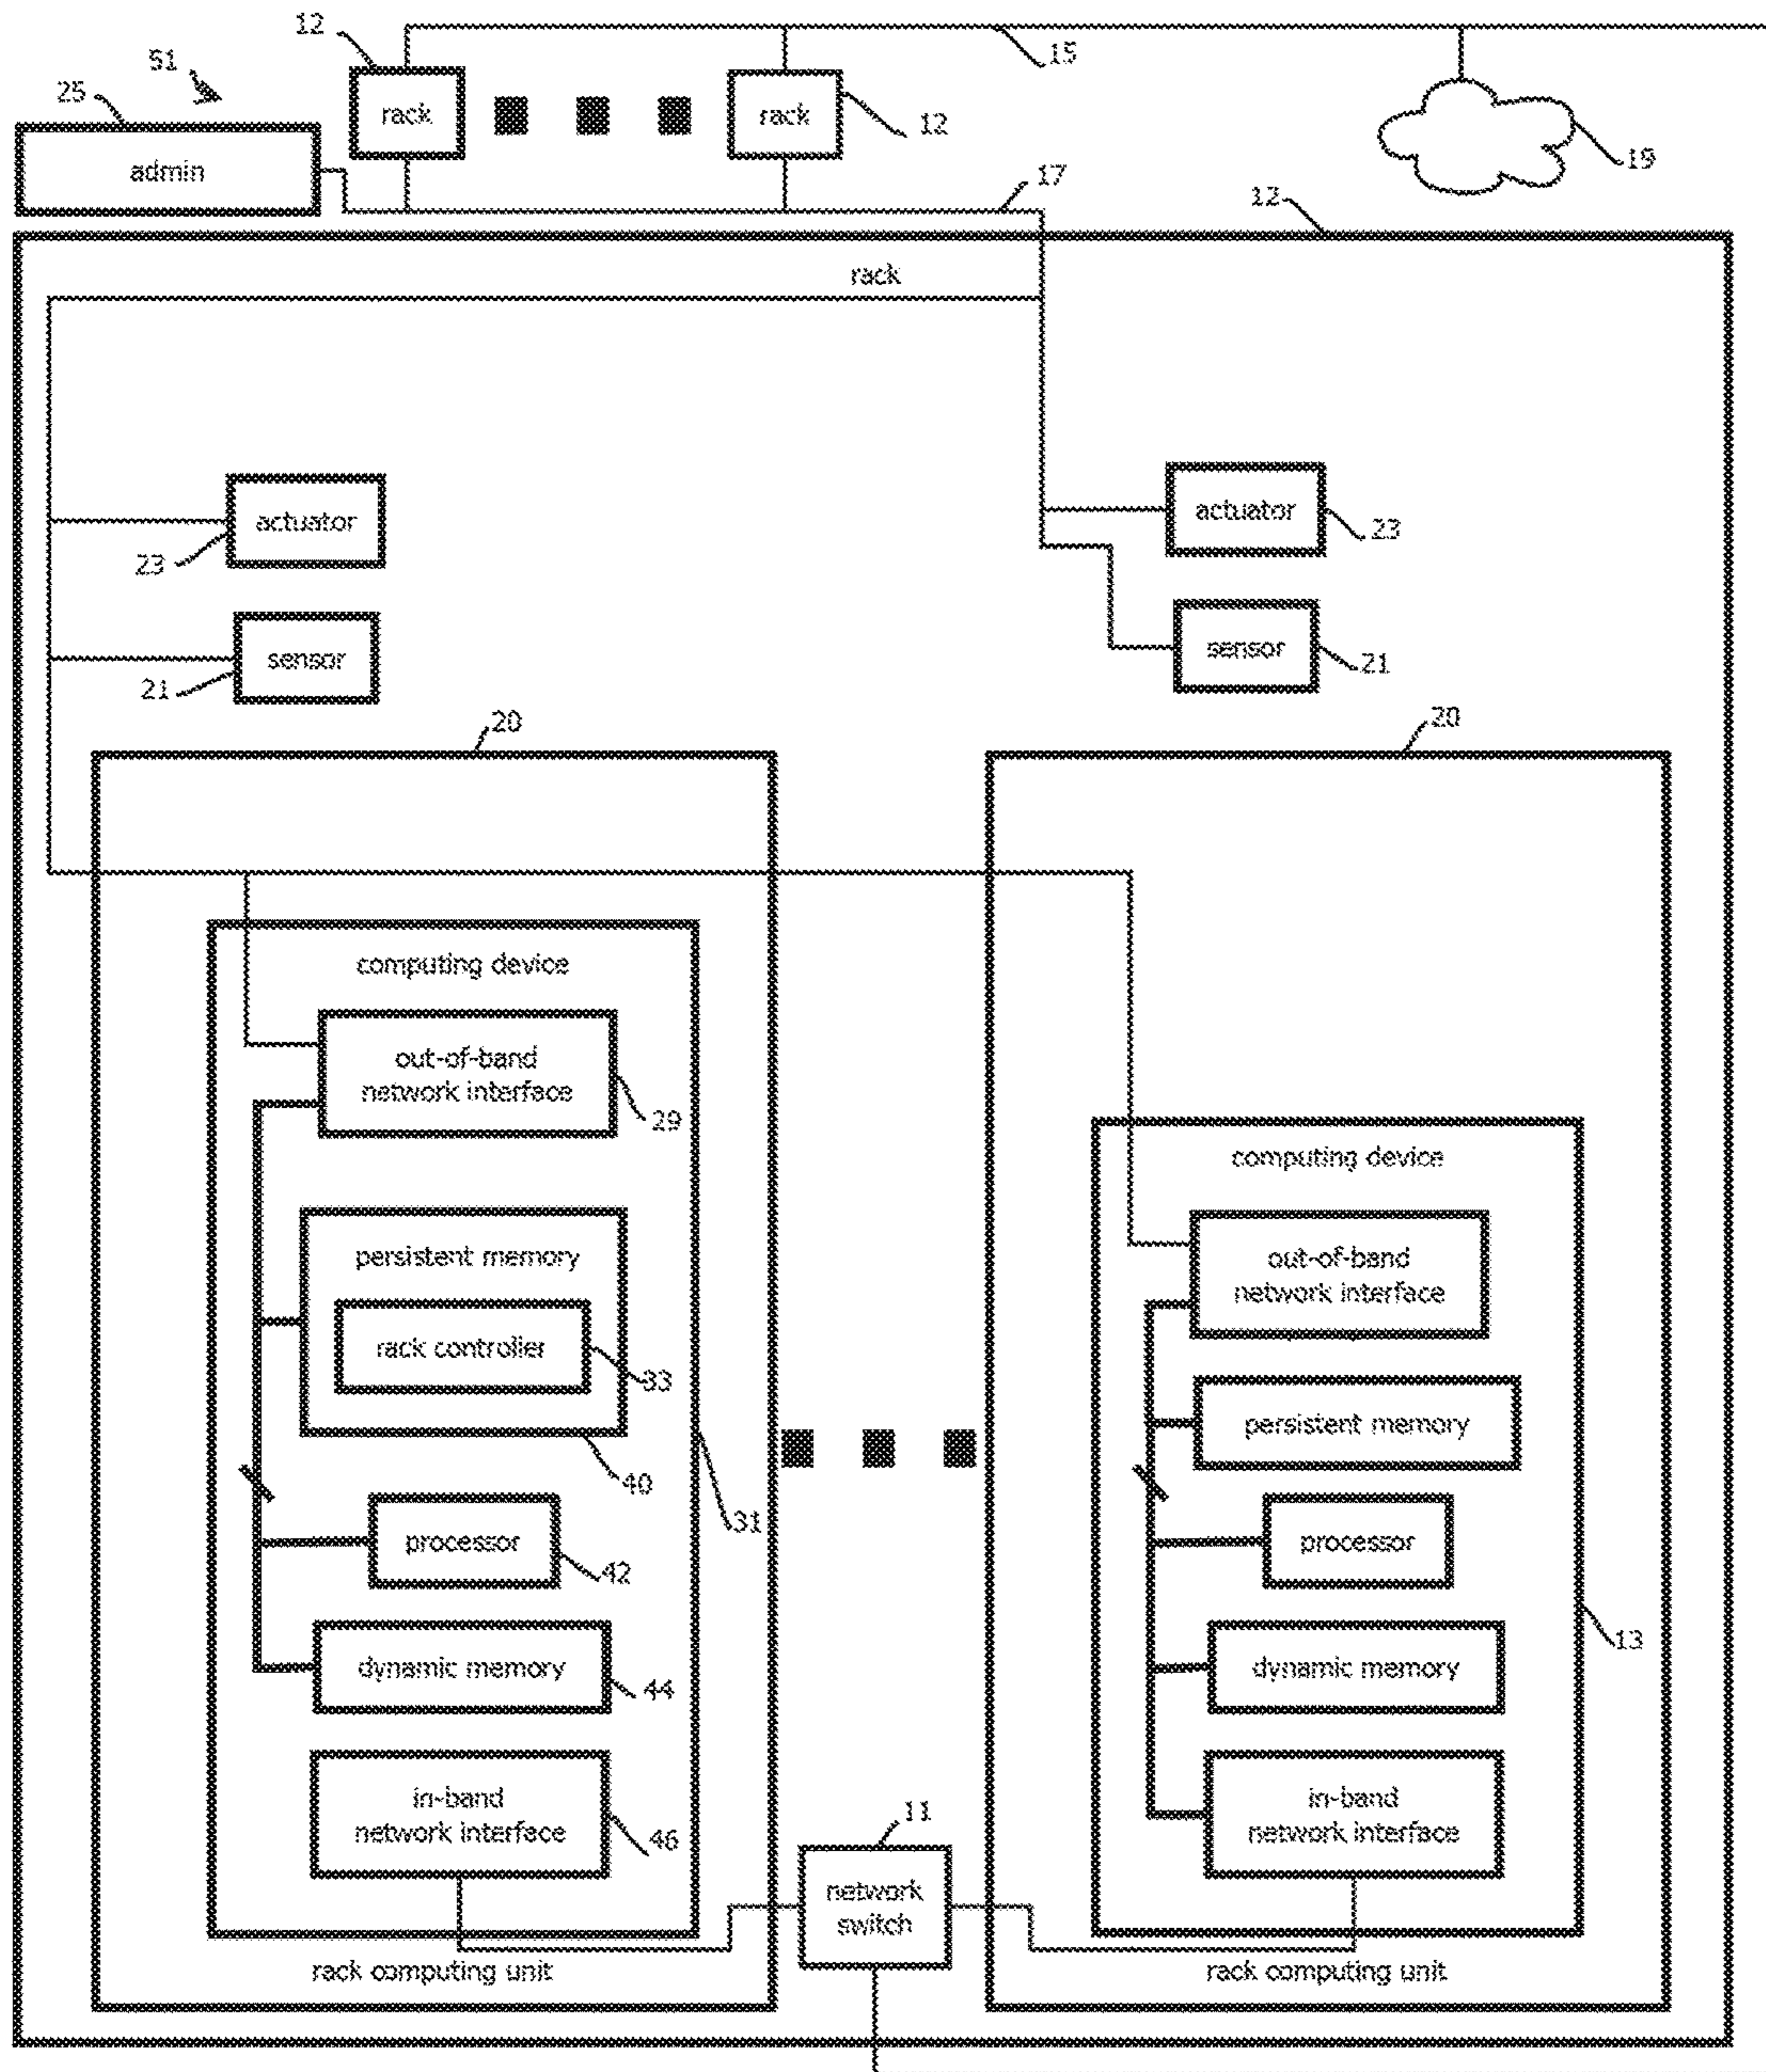 12
15
S1
25
rack
rack
12
admin
19
17
12
rack
actuator
23
actuator
23
sensor
21
sensor
21
20
20
computing device
out-of-band
network interface
29
computing device
persistent memory
out-of-band
network interface
rack controller
33
persistent memory
40
31
processor
42
processor
13
dynamic memory
44
dynamic memory
in-band
network interface
46
11
in-band
network interface
network
switch
rack computing unit
rack computing unit